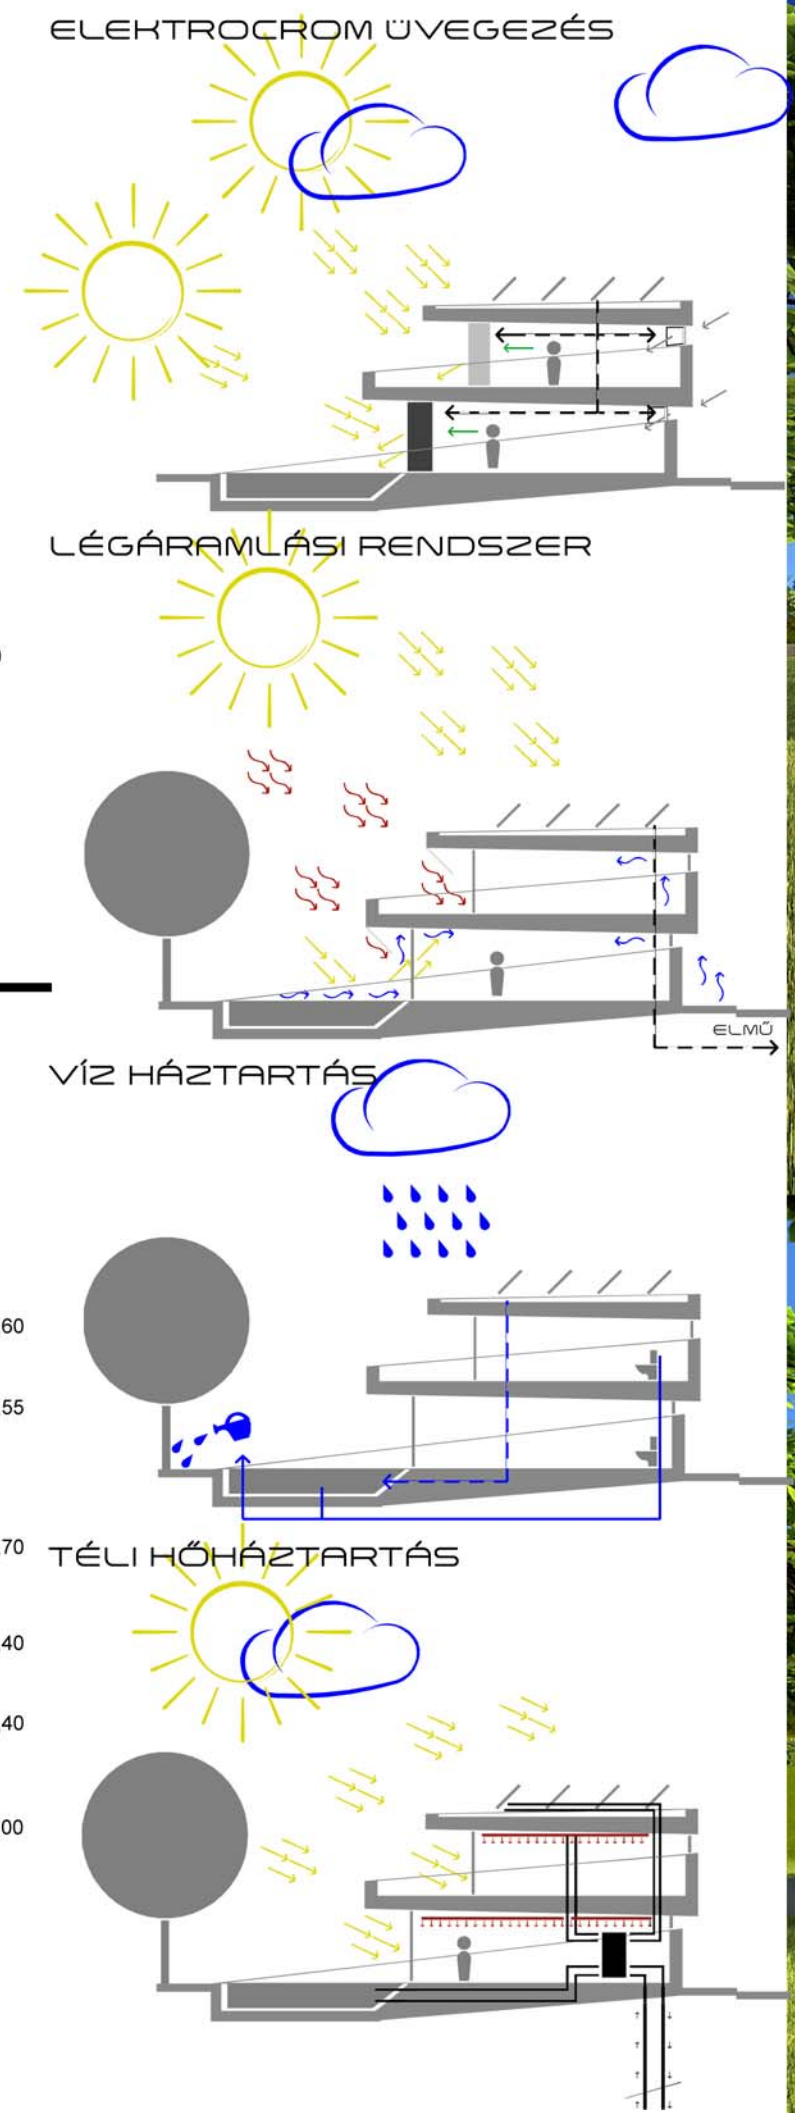 ELEKTROCROM ÜVEGEZÉS
LÉGÁRAMLÁSI RENDSZER
ELMŰ
VÍZ HÁZTARTÁS
60
55
70
TÉLI HŐHÁZTARTÁS
40
40
00